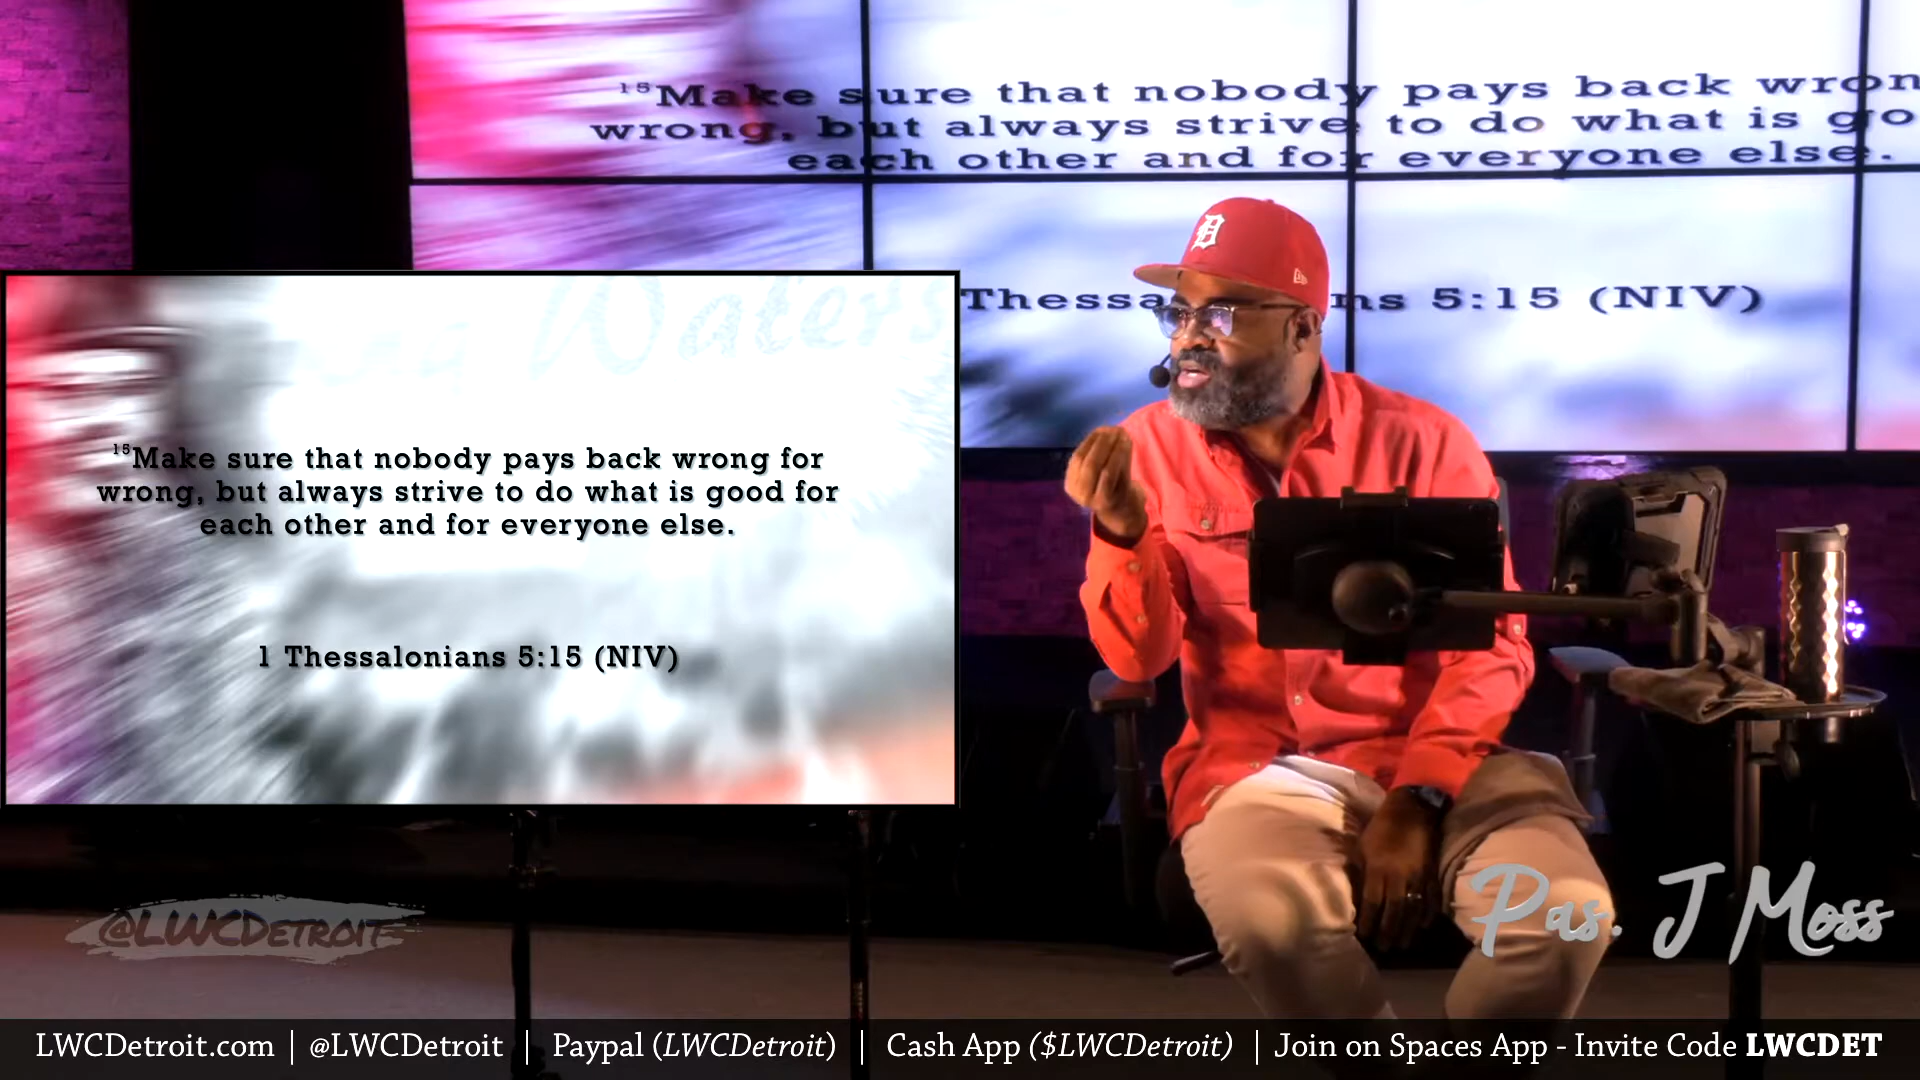 ¹⁵Make sure that nobody pays back wron
wrong, but always strive to do what is go
each other and for everyone else.
Thessa ns 5:15 (NIV)
D
Waters
¹⁵Make sure that nobody pays back wrong for
wrong, but always strive to do what is good for
each other and for everyone else.
1 Thessalonians 5:15 (NIV)
@LWCDETROIT
Pas. J Moss
LWCDetroit.com | @LWCDetroit | Paypal (LWCDetroit) | Cash App ($LWCDetroit) | Join on Spaces App - Invite Code LWCDET